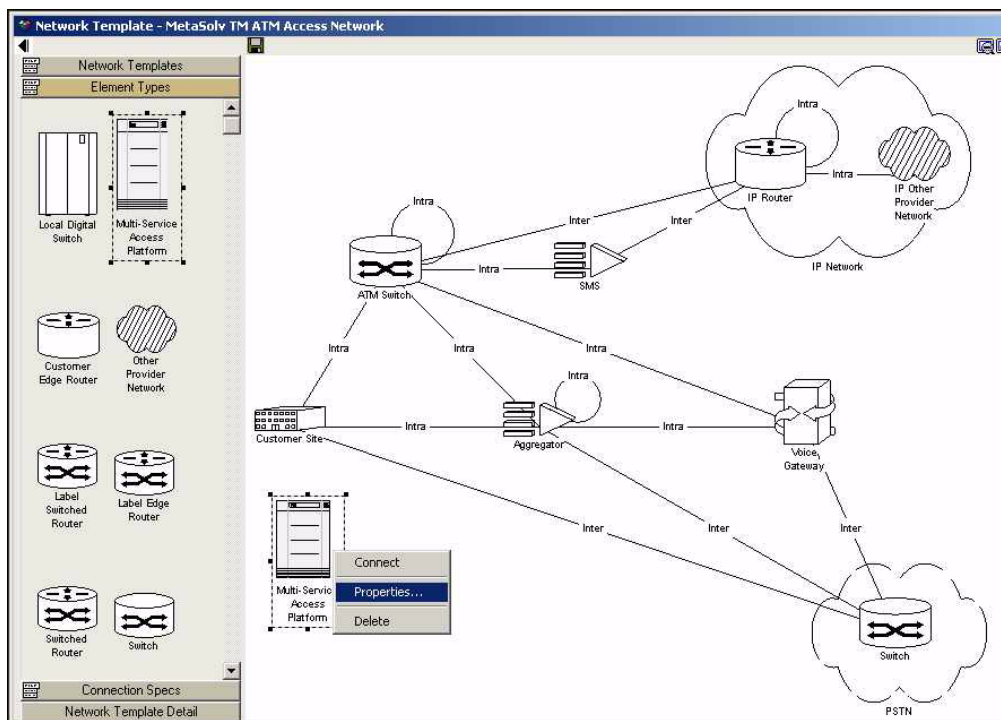 Network Template - MetaSolv TM ATM Access Network
Network Templates
Element Types
Local Digital
Switch
Multi-Service
Access
Platform
Customer
Edge Router
Other
Provider
Network
Label
Switched
Router
Label Edge
Router
Switched
Router
Switch
Connection Specs
Network Template Detail
Intra
IP Router
Intra
IP Other
Provider
Network
IP Network
Inter
Inter
Intra
ATM Switch
Intra
SMS
Intra
Intra
Intra
Intra
Customer Site
Intra
Aggregator
Intra
Voice
Gateway
Inter
Inter
Inter
Multi-Service
Access
Platform
Connect
Properties...
Delete
Switch
PSTN